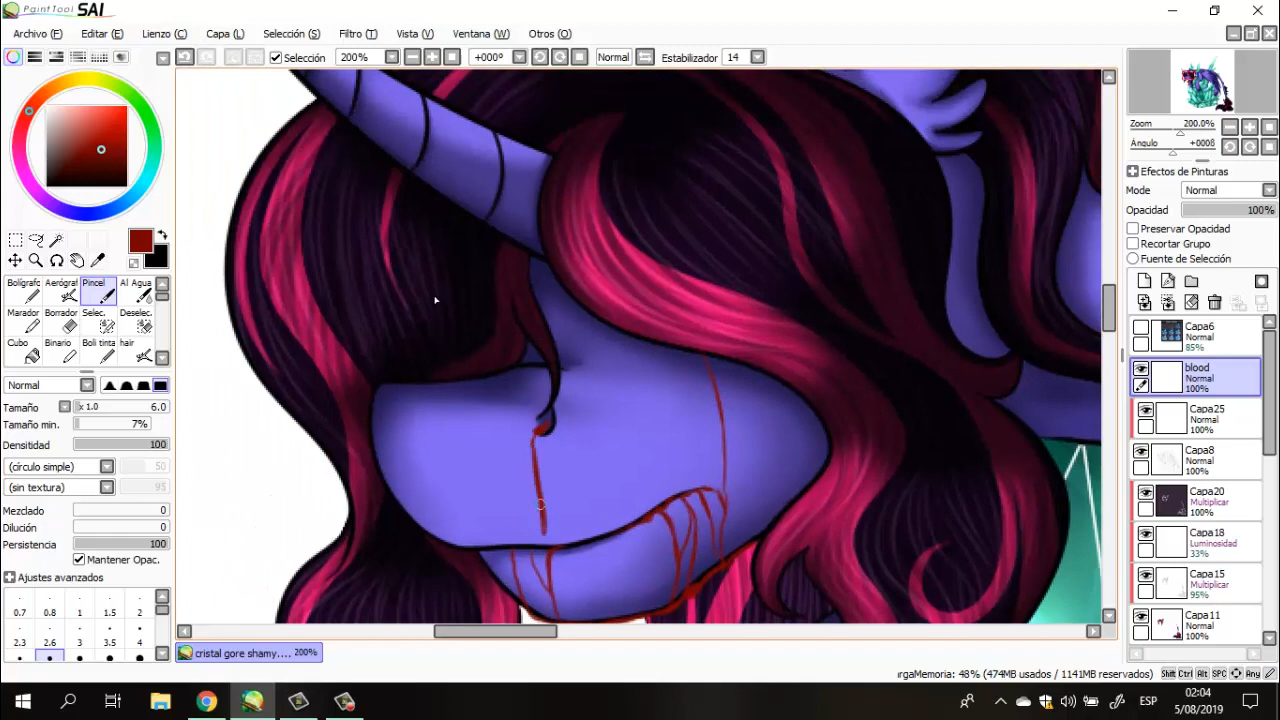 PaintTool SAI
Archivo (F) Editar (E) Lienzo (C) Capa (L) Selección (S) Filtro (T) Vista (V) Ventana (W) Otros (O)
Selección 200% +000º Normal Estabilizador 14
Zoom 200.0%
Ángulo +0008
Efectos de Pinturas
Mode Normal
Opacidad 100%
Preservar Opacidad
Recortar Grupo
Fuente de Selección
Bolígrafc Aerógraf Pincel Al Agua
Marador Borrador Selec. Deselec.
Cubo Binario Boli tinta hair
Normal
Tamaño x 1.0 6.0
Tamaño min. 7%
Densitidad 100
(círculo simple) 50
(sin textura) 95
Mezclado 0
Dilución 0
Persistencia 100
Mantener Opac.
Ajustes avanzados
0.7 0.8 1 1.5 2
2.3 2.6 3 3.5 4
Capa6
Normal
85%
blood
Normal
100%
Capa25
Normal
100%
Capa8
Normal
100%
Capa20
Multiplicar
100%
Capa18
Luminosidad
33%
Capa15
Multiplicar
95%
Capa11
Normal
100%
cristal gore shamy.... 200%
argaMemoria: 48% (474MB usados / 1141MB reservados) Shift Ctrl Alt SPC Any
ESP
02:04
5/08/2019